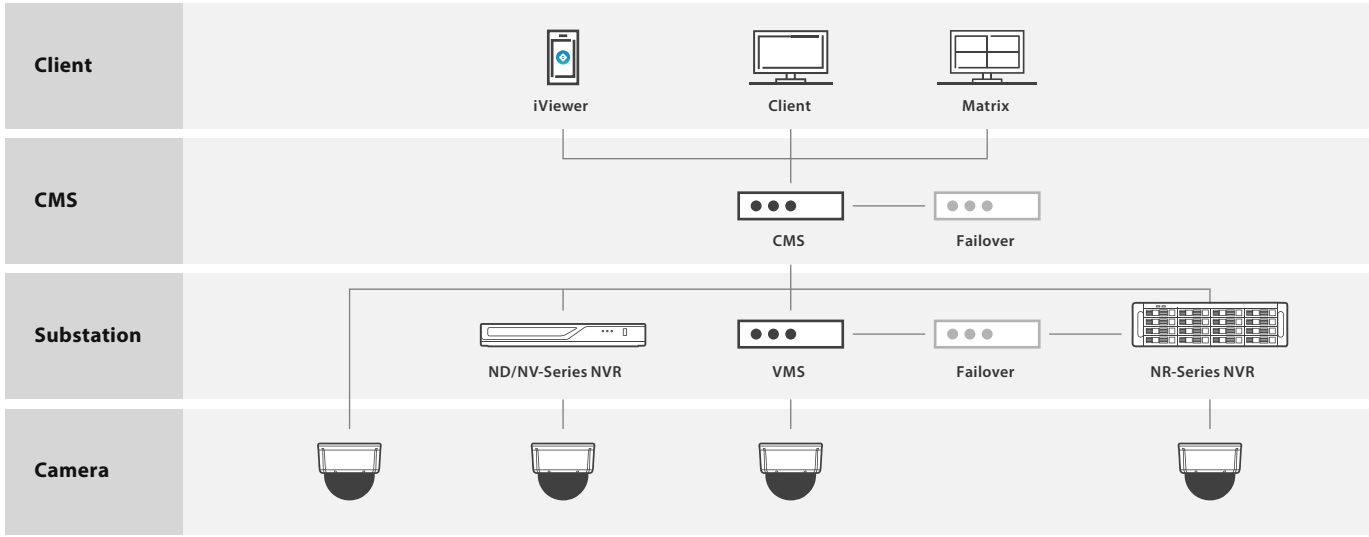 Client
iViewer
Client
Matrix
CMS
CMS
Failover
Substation
ND/NV-Series NVR
VMS
Failover
NR-Series NVR
Camera